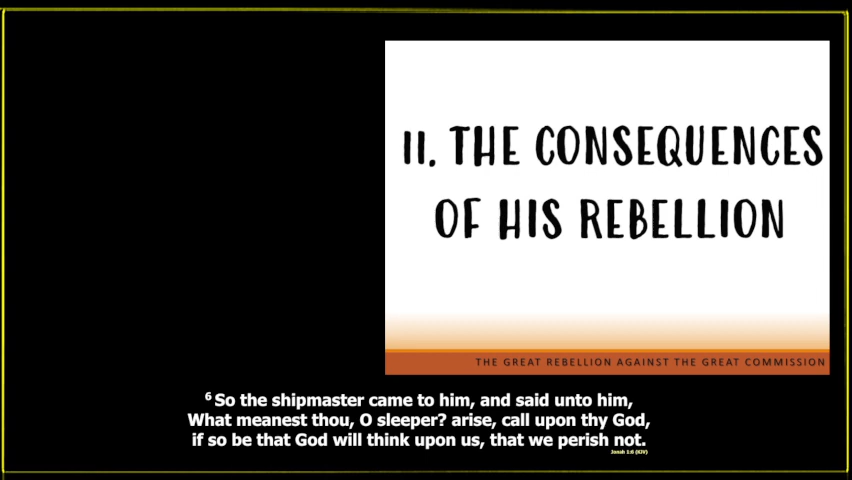 II. THE CONSEQUENCES
OF HIS REBELLION
THE GREAT REBELLION AGAINST THE GREAT COMMISSION
6 So the shipmaster came to him, and said unto him,
What meanest thou, O sleeper? arise, call upon thy God,
if so be that God will think upon us, that we perish not.
Jonah 1:6 (KJV)